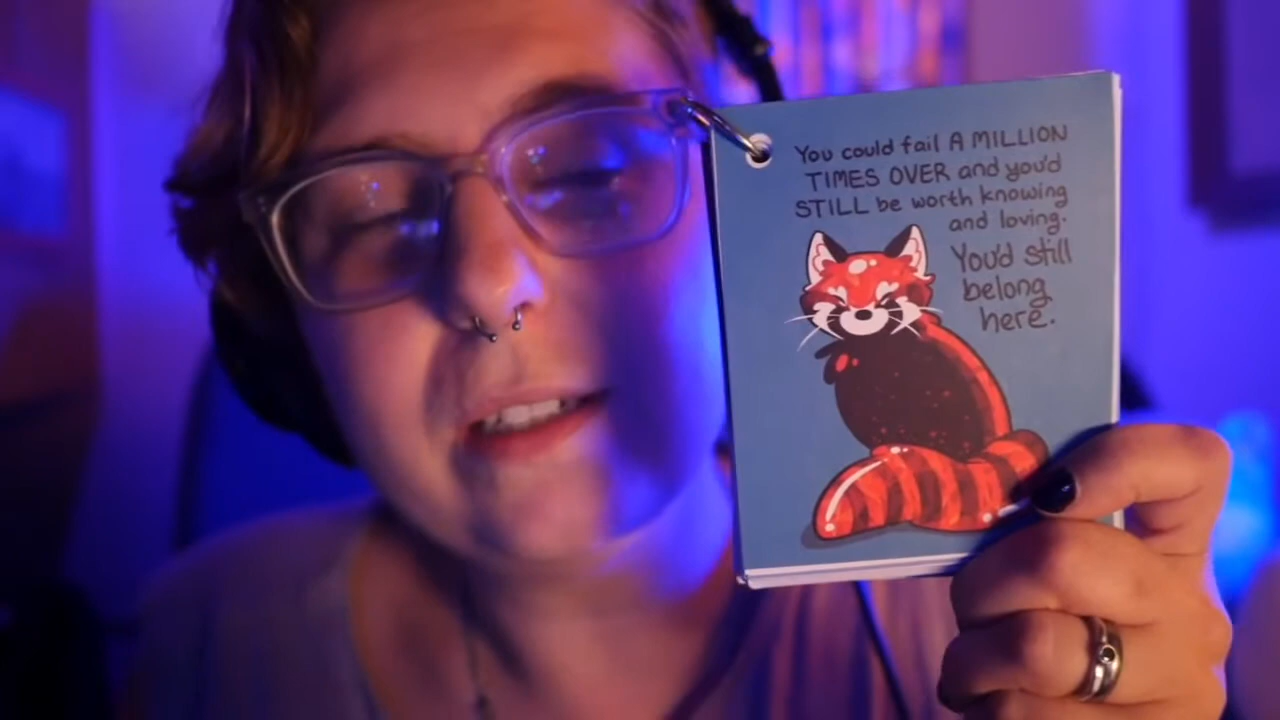 You could fail A MILLION
TIMES OVER and you'd
STILL be worth knowing
and loving.
You'd still
belong
here.